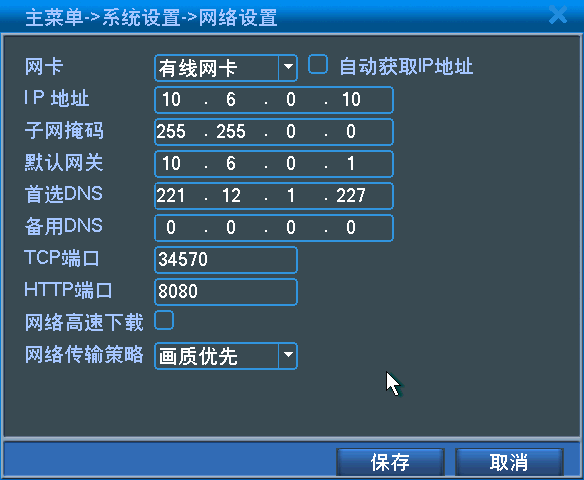 主菜单->系统设置->网络设置
网卡 有线网卡 自动获取IP地址
IP地址 10 . 6 . 0 . 10
子网掩码 255 . 255 . 0 . 0
默认网关 10 . 6 . 0 . 1
首选DNS 221 . 12 . 1 . 227
备用DNS 0 . 0 . 0 . 0
TCP端口 34570
HTTP端口 8080
网络高速下载
网络传输策略 画质优先
保存 取消